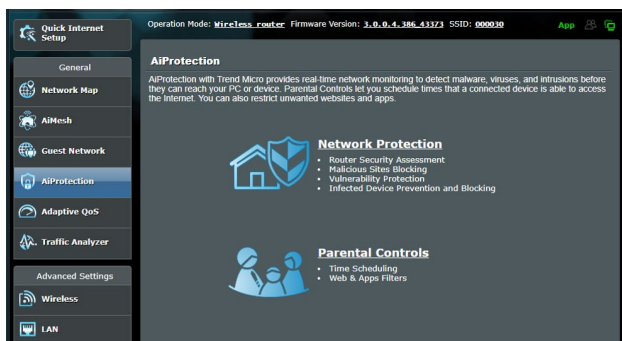 Quick Internet
Setup
Operation Mode: Wireless router Firmware Version: 3.0.0.4.386_43373 SSID: 000030
App
General
Network Map
AiMesh
Guest Network
AiProtection
Adaptive QoS
Traffic Analyzer
Advanced Settings
Wireless
LAN
AiProtection
AiProtection with Trend Micro provides real-time network monitoring to detect malware, viruses, and intrusions before
they can reach your PC or device. Parental Controls let you schedule times that a connected device is able to access
the Internet. You can also restrict unwanted websites and apps.
Network Protection
• Router Security Assessment
• Malicious Sites Blocking
• Vulnerability Protection
• Infected Device Prevention and Blocking
Parental Controls
• Time Scheduling
• Web & Apps Filters